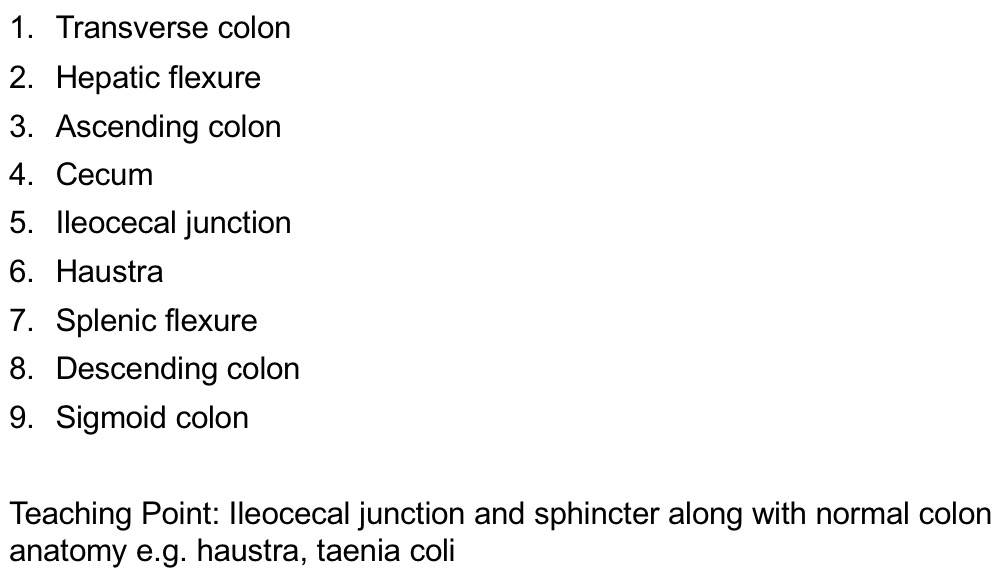 1. Transverse colon
2. Hepatic flexure
3. Ascending colon
4. Cecum
5. Ileocecal junction
6. Haustra
7. Splenic flexure
8. Descending colon
9. Sigmoid colon
Teaching Point: Ileocecal junction and sphincter along with normal colon
anatomy e.g. haustra, taenia coli